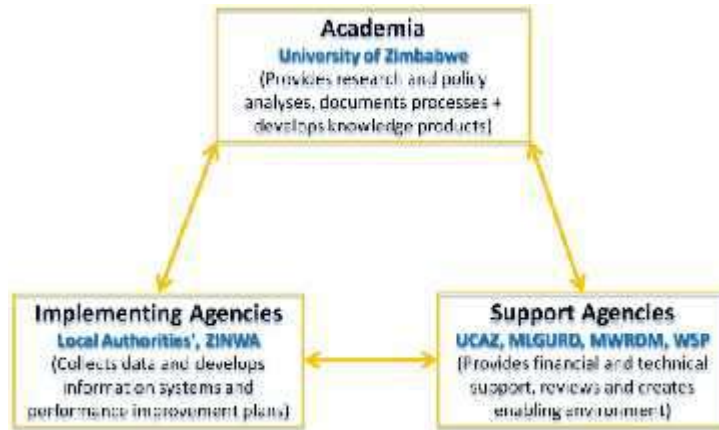 Academia
University of Zimbabwe
(Provides research and policy
analyses, documents processes +
develops knowledge products)
Implementing Agencies
Local Authorities', ZINWA
(Collects data and develops
information systems and
performance improvement plans)
Support Agencies
UCAZ, MLGURD, MWRDM, WSP
(Provides financial and technical
support, reviews and creates
enabling environment)